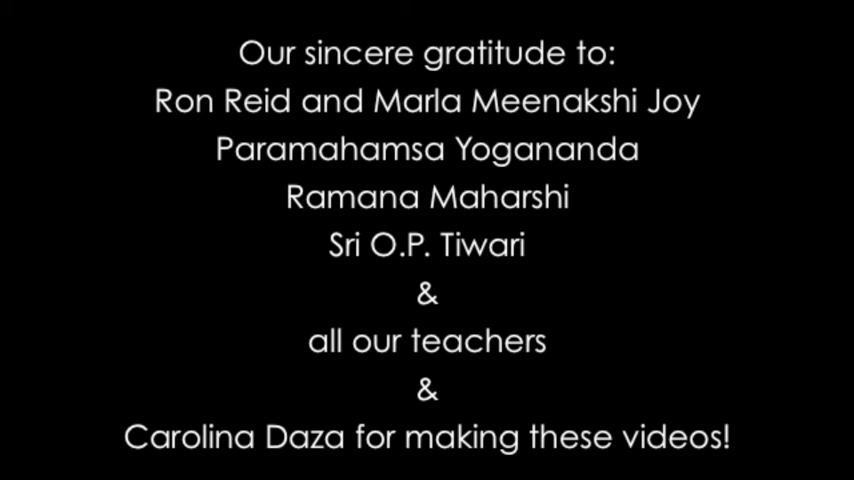 Our sincere gratitude to:
Ron Reid and Marla Meenakshi Joy
Paramahamsa Yogananda
Ramana Maharshi
Sri O.P. Tiwari
&
all our teachers
&
Carolina Daza for making these videos!